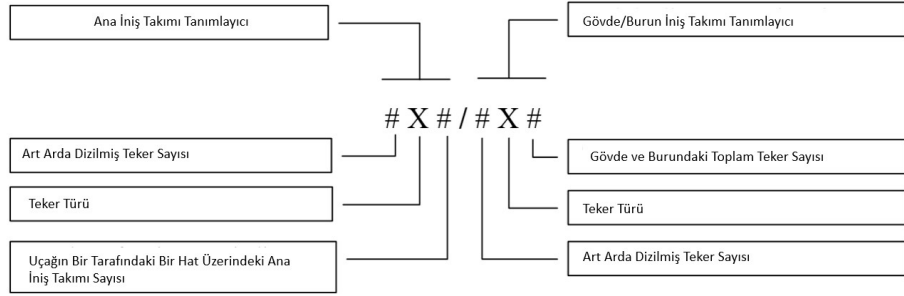 Ana İniş Takımı Tanımlayıcı
Gövde/Burun İniş Takımı Tanımlayıcı
# X # / # X #
Art Arda Dizilmiş Teker Sayısı
Gövde ve Burundaki Toplam Teker Sayısı
Teker Türü
Teker Türü
Uçağın Bir Tarafındaki Bir Hat Üzerindeki Ana
İniş Takımı Sayısı
Art Arda Dizilmiş Teker Sayısı